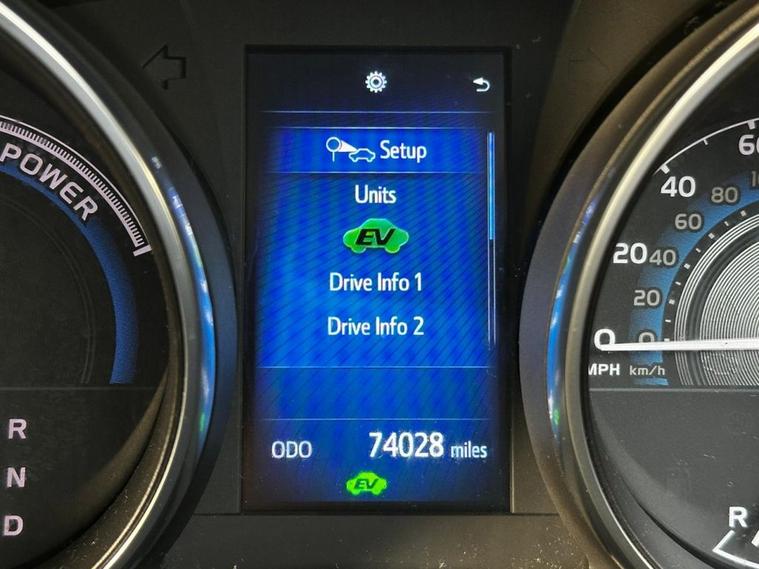 POWER
R
N
D
Setup
Units
EV
Drive Info 1
Drive Info 2
ODO 74028 miles
EV
60
40
80
60
20 40
20
0 0
MPH km/h
R